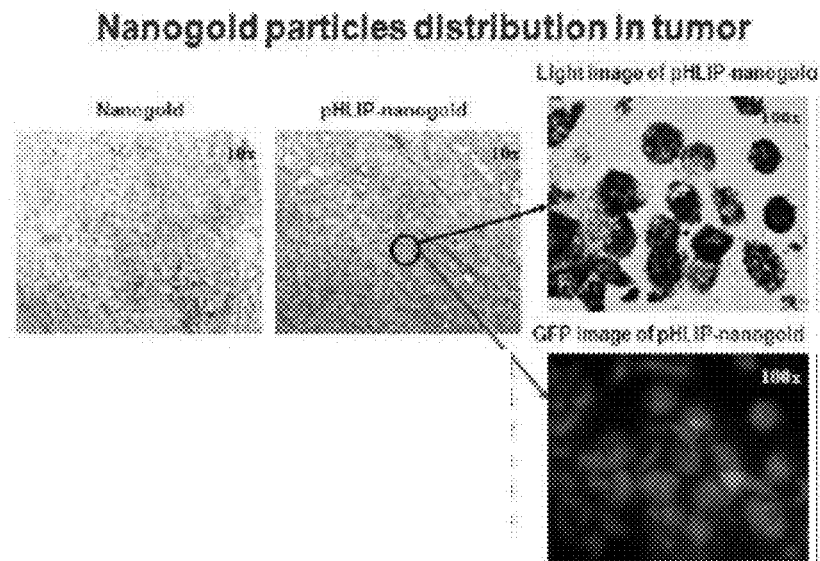 Nanogold particles distribution in tumor
Light image of pHLIP-nanogold
Nanogold
pHLIP-nanogold
10x
10x
100x
GFP image of pHLIP-nanogold
100x